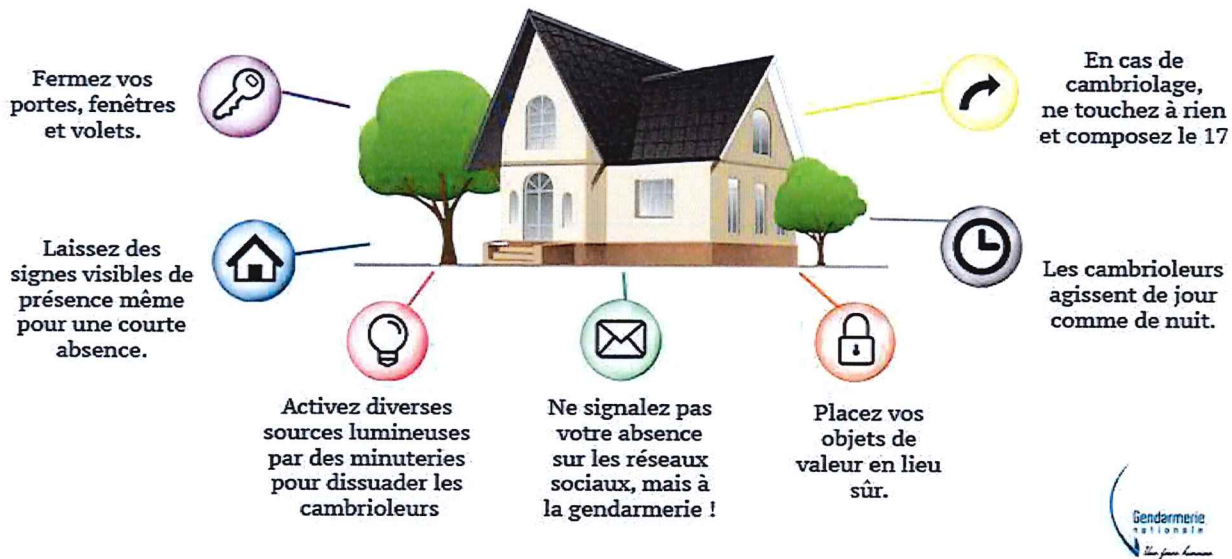 Fermez vos
portes, fenêtres
et volets.
Laissez des
signes visibles de
présence même
pour une courte
absence.
Activez diverses
sources lumineuses
par des minuteries
pour dissuader les
cambrioleurs
Ne signalez pas
votre absence
sur les réseaux
sociaux, mais à
la gendarmerie !
Placez vos
objets de
valeur en lieu
sûr.
Les cambrioleurs
agissent de jour
comme de nuit.
En cas de
cambriolage,
ne touchez à rien
et composez le 17
Gendarmerie
nationale